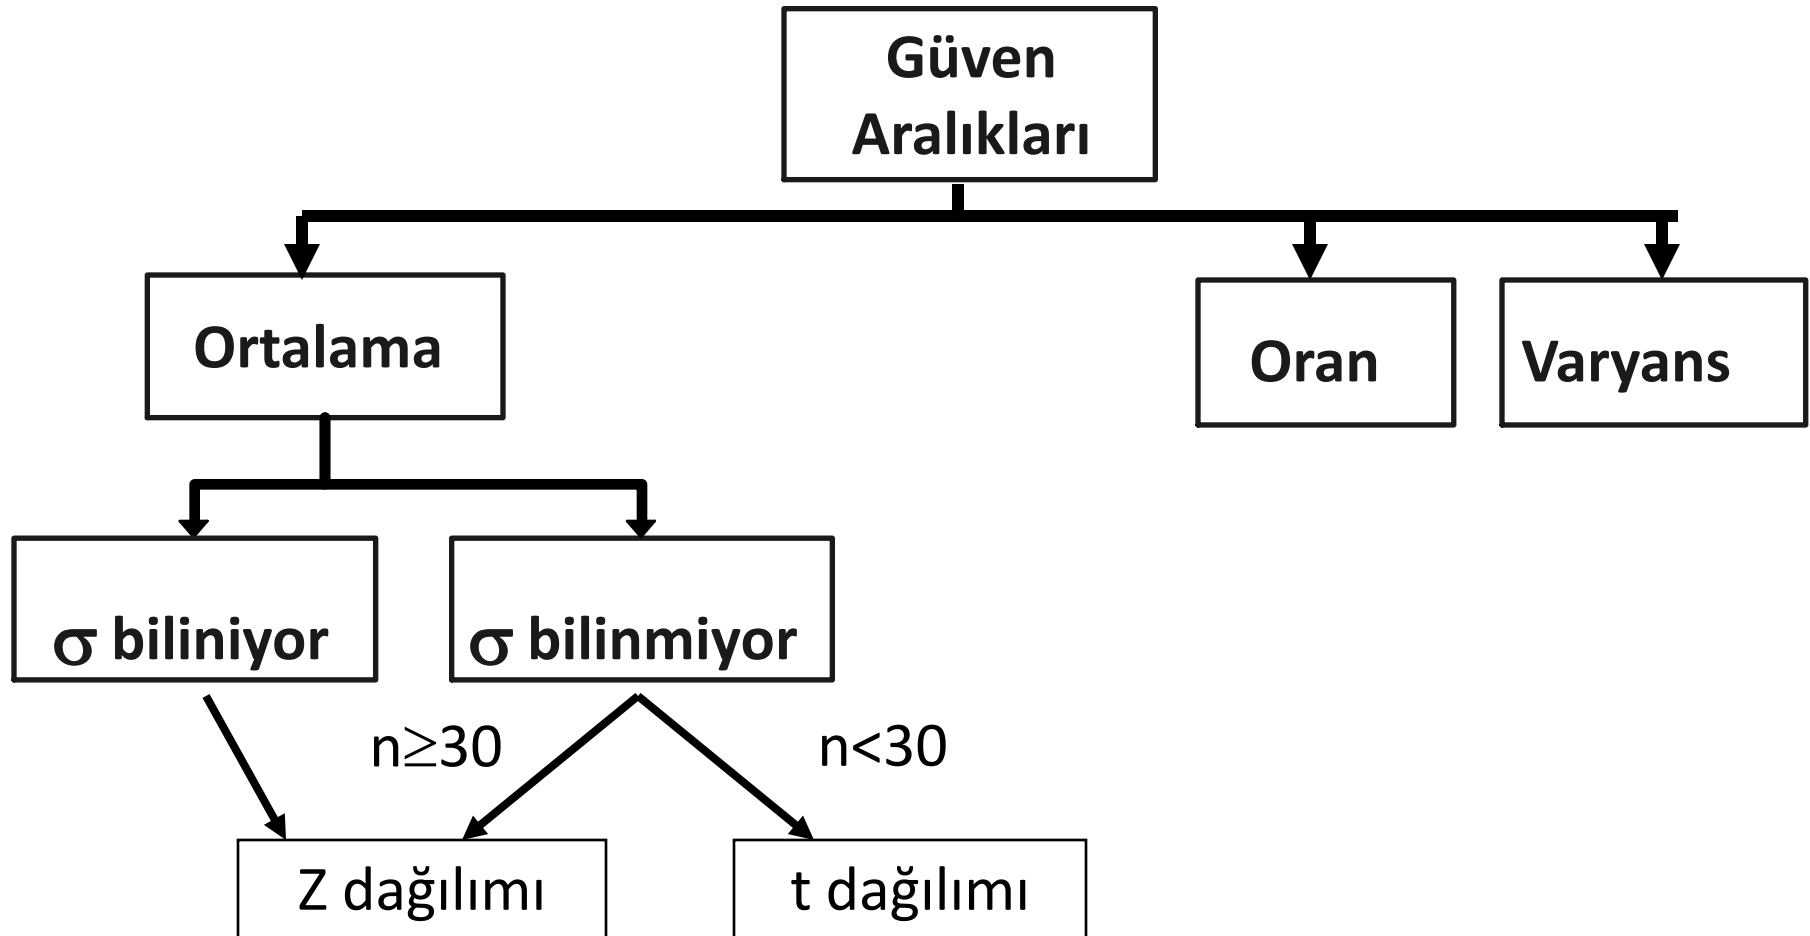 Güven
Aralıkları
Ortalama
Oran
Varyans
σ biliniyor
σ bilinmiyor
n≥30
n<30
Z dağılımı
t dağılımı